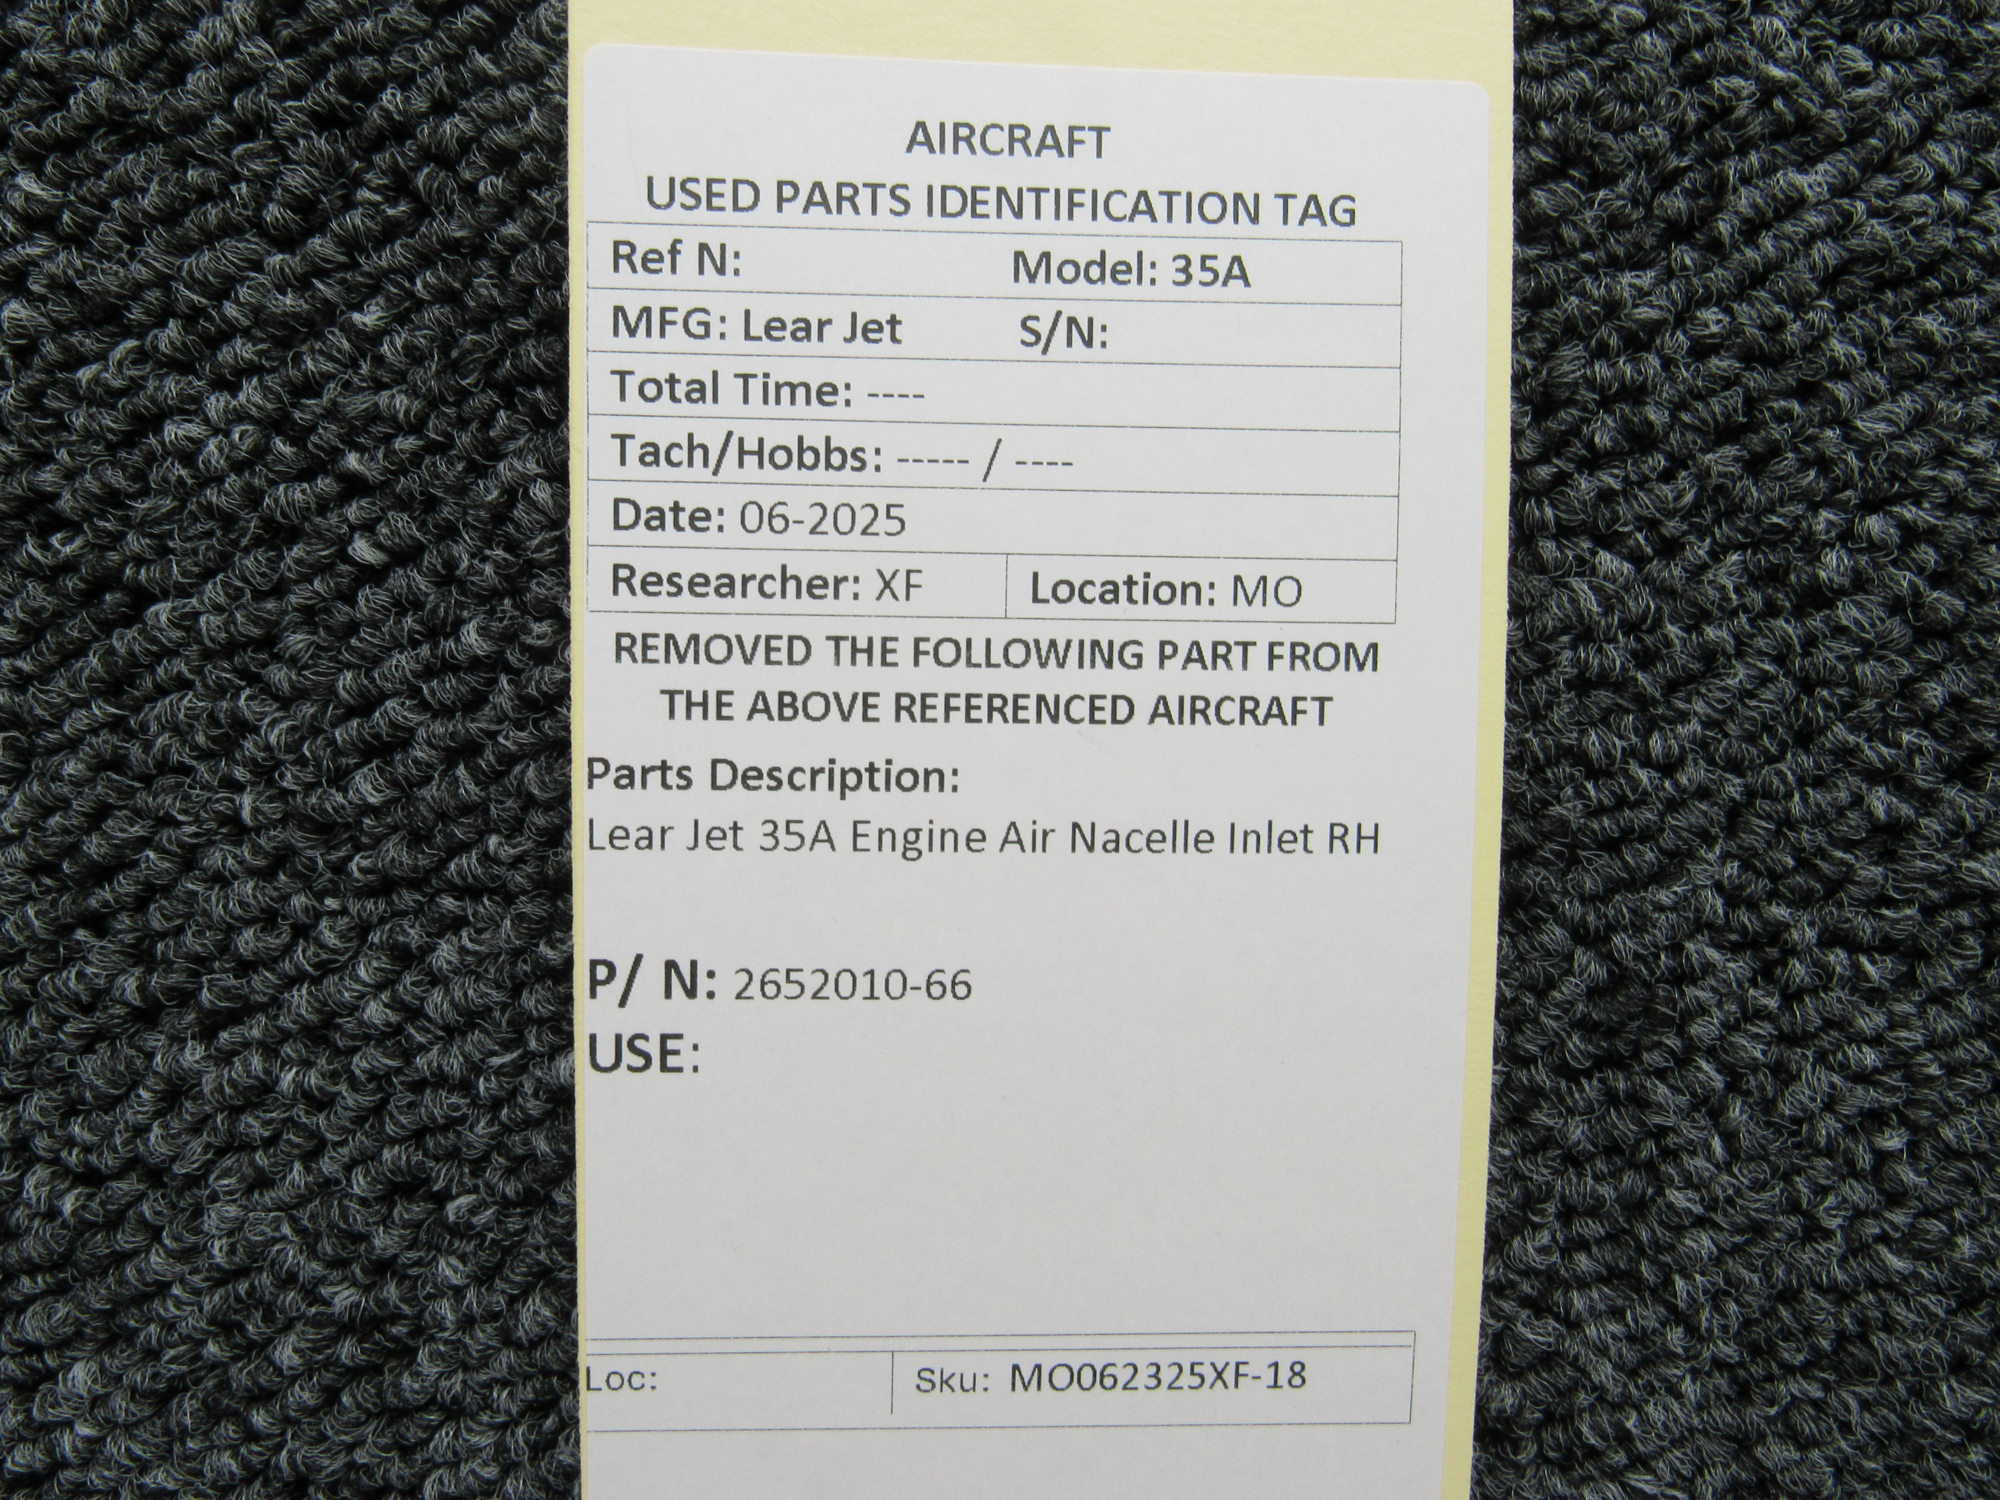 AIRCRAFT
USED PARTS IDENTIFICATION TAG
Ref N: Model: 35A
MFG: Lear Jet S/N:
Total Time: ----
Tach/Hobbs: ----- / ----
Date: 06-2025
Researcher: XF Location: MO
REMOVED THE FOLLOWING PART FROM
THE ABOVE REFERENCED AIRCRAFT
Parts Description:
Lear Jet 35A Engine Air Nacelle Inlet RH
P/ N: 2652010-66
USE:
Loc: Sku: MO062325XF-18